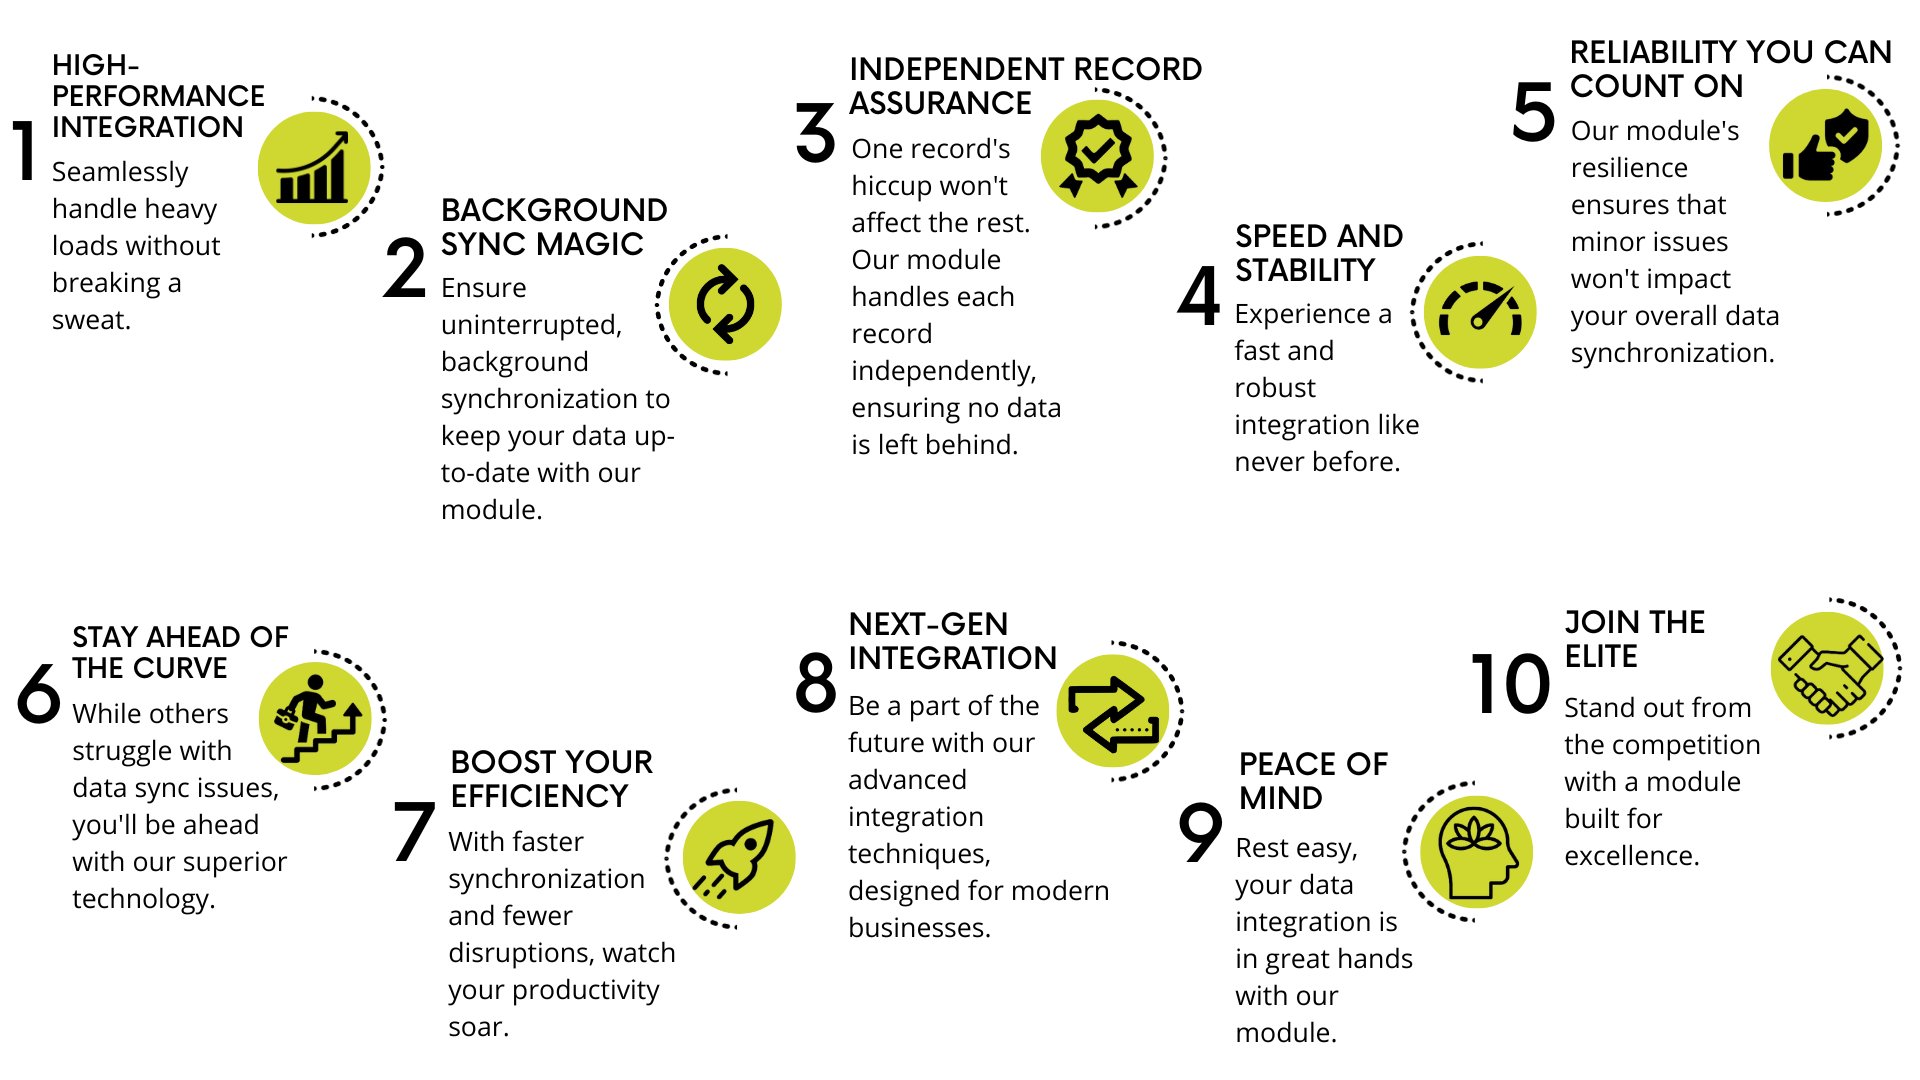 1
HIGH-
PERFORMANCE
INTEGRATION
Seamlessly
handle heavy
loads without
breaking a
sweat.
2
BACKGROUND
SYNC MAGIC
Ensure
uninterrupted,
background
synchronization to
keep your data up-
to-date with our
module.
3
INDEPENDENT RECORD
ASSURANCE
One record's
hiccup won't
affect the rest.
Our module
handles each
record
independently,
ensuring no data
is left behind.
4
SPEED AND
STABILITY
Experience a
fast and
robust
integration like
never before.
5
RELIABILITY YOU CAN
COUNT ON
Our module's
resilience
ensures that
minor issues
won't impact
your overall data
synchronization.
6
STAY AHEAD OF
THE CURVE
While others
struggle with
data sync issues,
you'll be ahead
with our superior
technology.
7
BOOST YOUR
EFFICIENCY
With faster
synchronization
and fewer
disruptions, watch
your productivity
soar.
8
NEXT-GEN
INTEGRATION
Be a part of the
future with our
advanced
integration
techniques,
designed for modern
businesses.
9
PEACE OF
MIND
Rest easy,
your data
integration is
in great hands
with our
module.
10
JOIN THE
ELITE
Stand out from
the competition
with a module
built for
excellence.